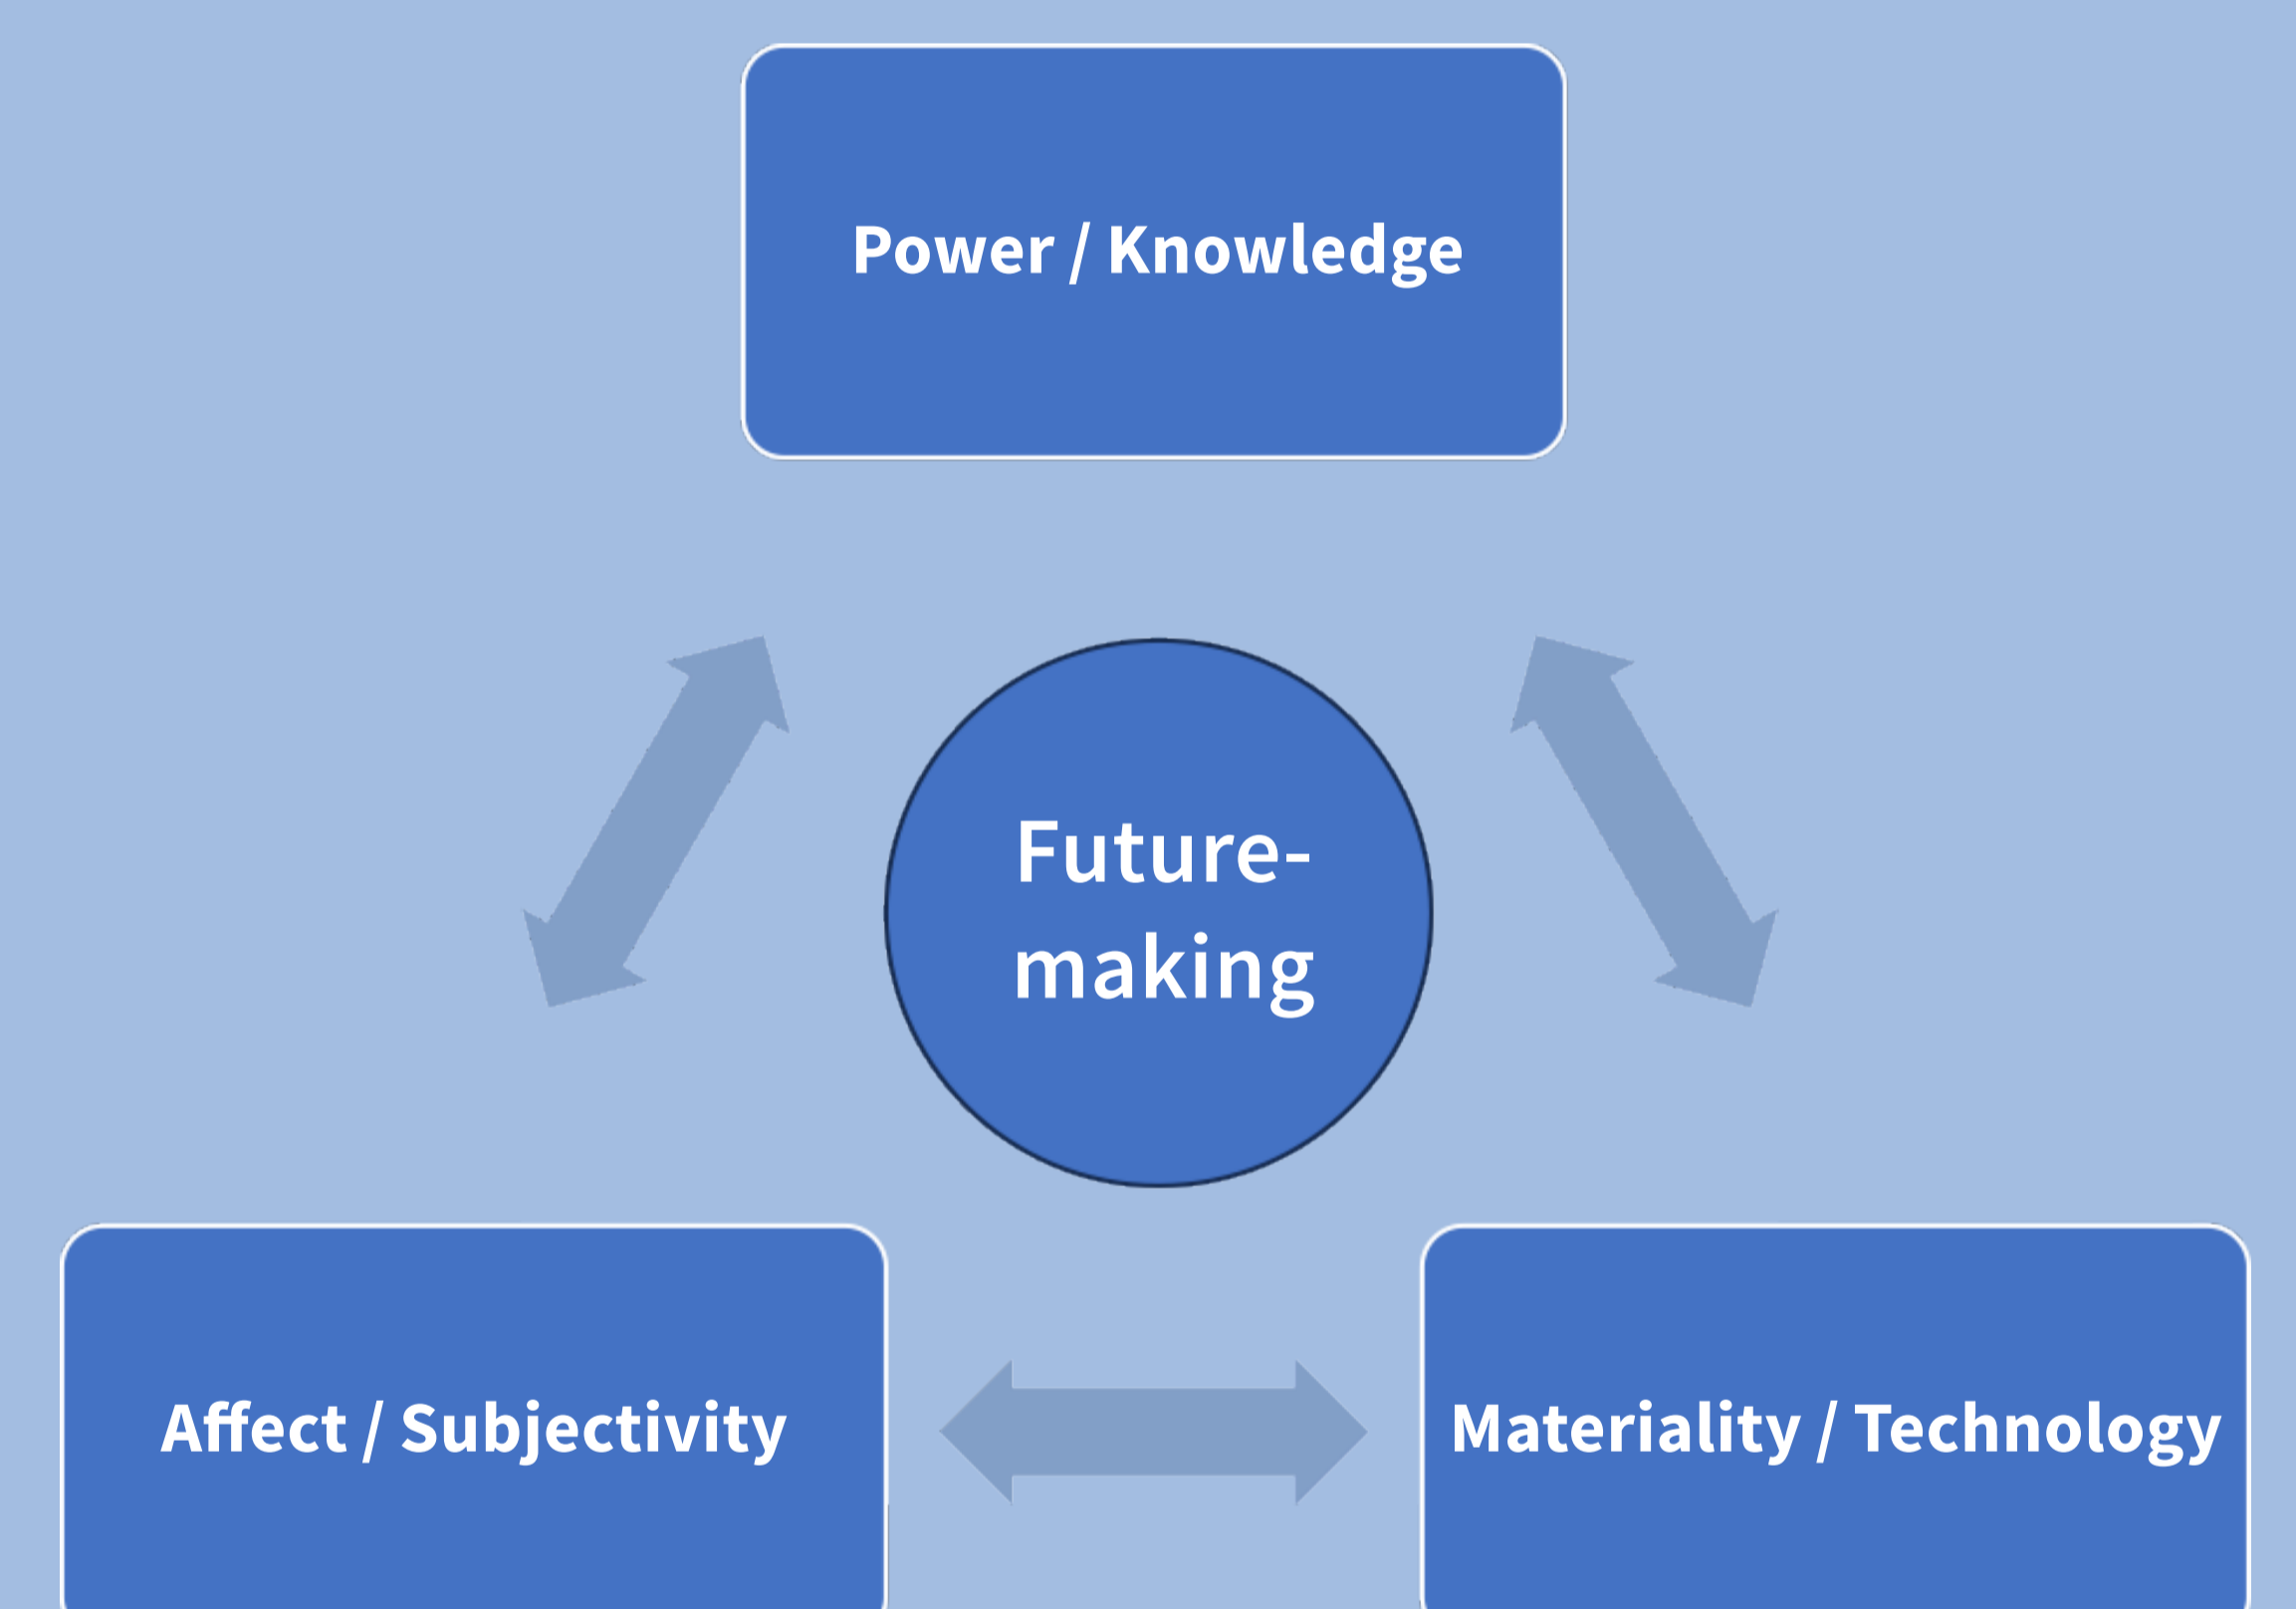 Power / Knowledge
Future-
making
Affect / Subjectivity
Materiality / Technology